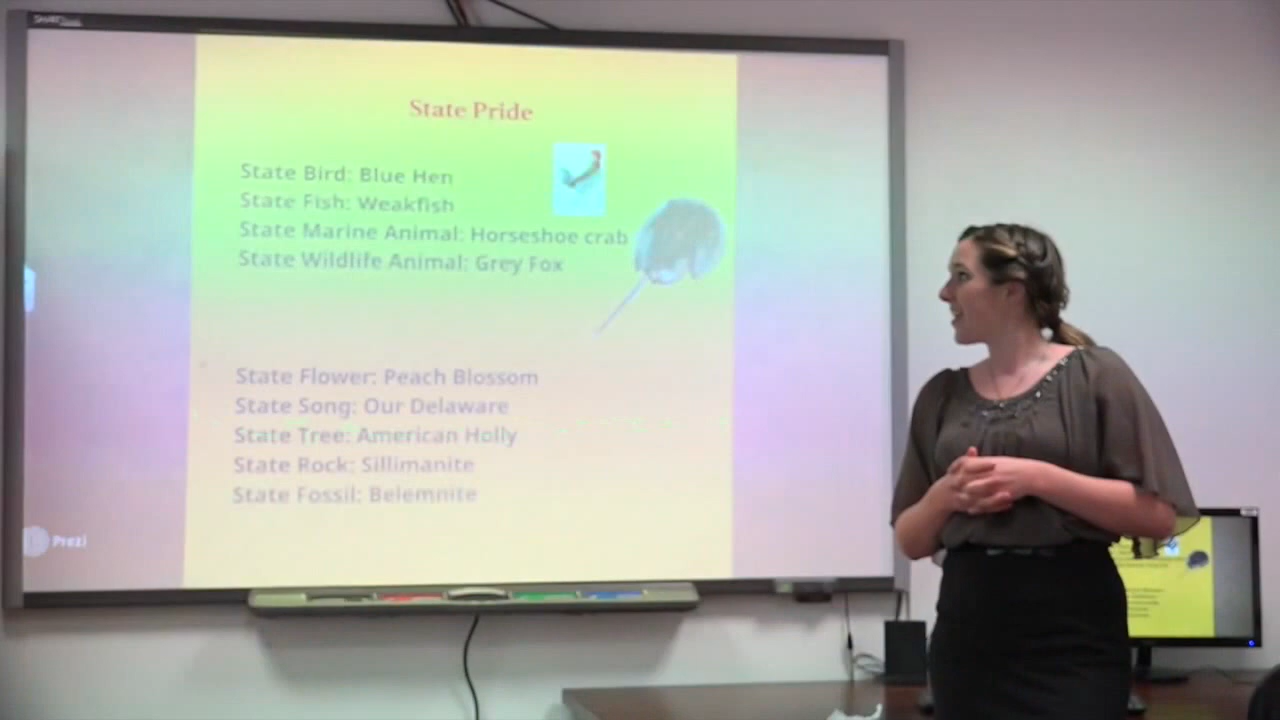 SMART
State Pride
State Bird: Blue Hen
State Fish: Weakfish
State Marine Animal: Horseshoe crab
State Wildlife Animal: Grey Fox
State Flower: Peach Blossom
State Song: Our Delaware
State Tree: American Holly
State Rock: Sillimanite
State Fossil: Belemnite
Prezi